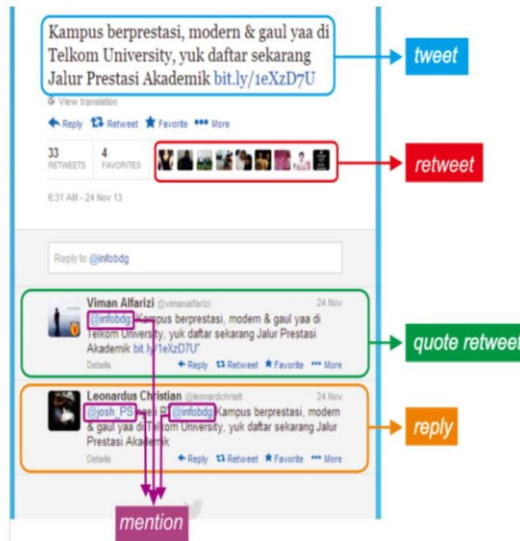 Kampus berprestasi, modern & gaul yaa di
Telkom University, yuk daftar sekarang
Jalur Prestasi Akademik bit.ly/1eXzD7U
tweet
View translation
Reply Retweet Favorite More
33 RETWEETS 4 FAVORITES
retweet
6:31 AM - 24 Nov 13
Reply to @infobdg
Viman Alfarizi @vimanalfarizi 24 Nov
@infobdg: Kampus berprestasi, modern & gaul yaa di
Telkom University, yuk daftar sekarang Jalur Prestasi
Akademik bit.ly/1eXzD7U"
Details Reply Retweet Favorite More
quote retweet
Leonardus Christian 24 Nov
@josh_PS @infobdg Kampus berprestasi, modern
& gaul yaa di Telkom University, yuk daftar sekarang Jalur
Prestasi Akademik
Details Reply Retweet Favorite More
reply
mention